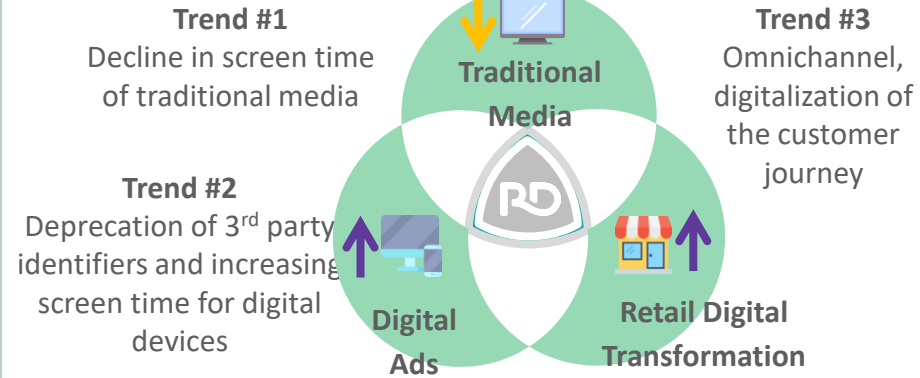 Trend #1
Decline in screen time
of traditional media
Trend #2
Deprecation of 3rd party
identifiers and increasing
screen time for digital
devices
Traditional
Media
RD
Digital
Ads
Retail Digital
Transformation
Trend #3
Omnichannel,
digitalization of
the customer
journey